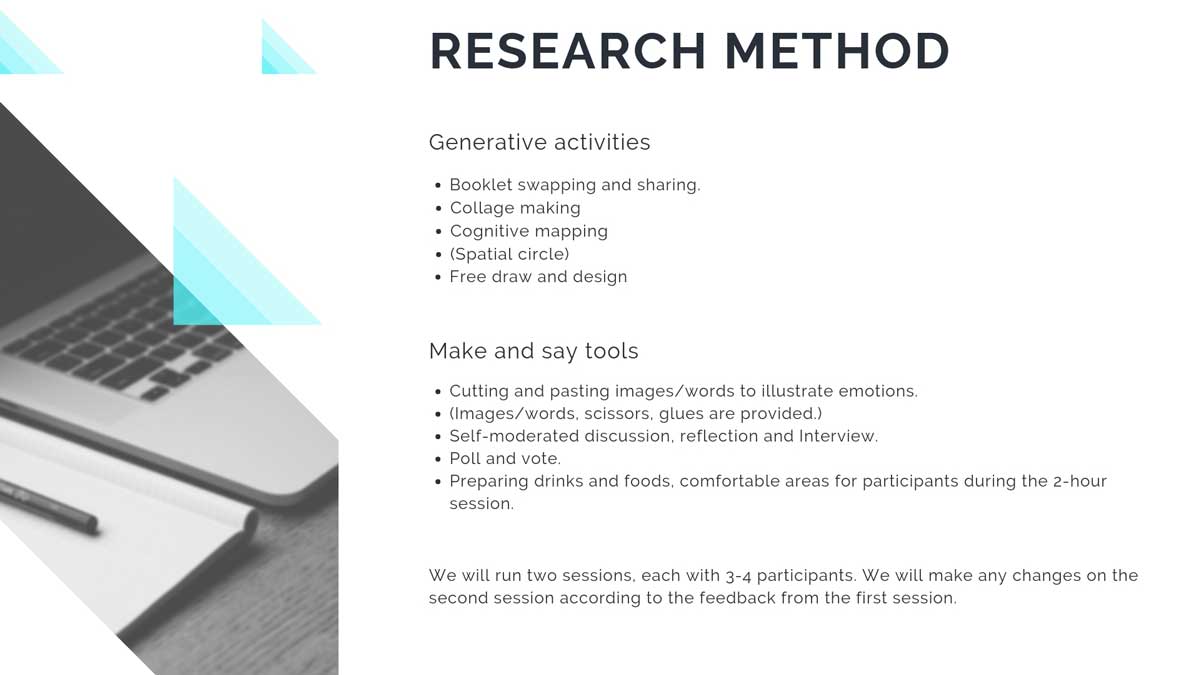 RESEARCH METHOD
Generative activities
• Booklet swapping and sharing.
• Collage making
• Cognitive mapping
• (Spatial circle)
• Free draw and design
Make and say tools
• Cutting and pasting images/words to illustrate emotions.
• (Images/words, scissors, glues are provided.)
• Self-moderated discussion, reflection and Interview.
• Poll and vote.
• Preparing drinks and foods, comfortable areas for participants during the 2-hour
session.
We will run two sessions, each with 3-4 participants. We will make any changes on the
second session according to the feedback from the first session.